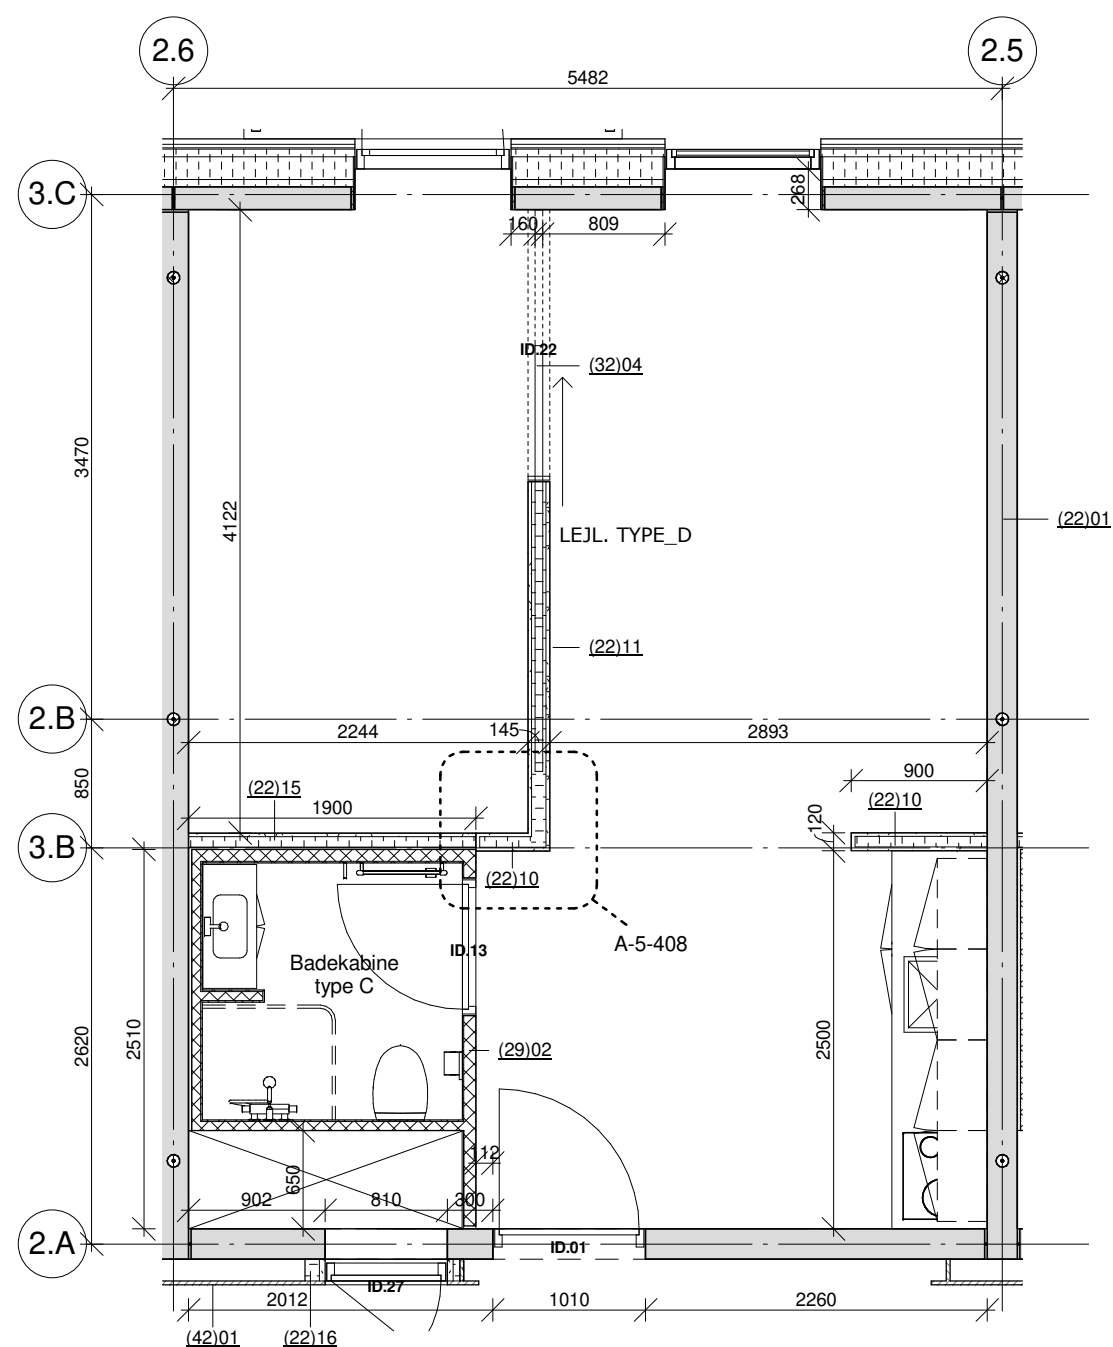 2.6
2.5
5482
3.C
268
160
809
ID.22
(32)04
3470
4122
(22)01
LEJL. TYPE_D
(22)11
2.B
2244
145
2893
850
(22)15
900
(22)10
1900
120
3.B
(22)10
A-5-408
ID.13
Badekabine
type C
2620
2510
(29)02
2500
112
650
902
810
300
2.A
ID.01
ID.27
2012
1010
2260
(42)01
(22)16